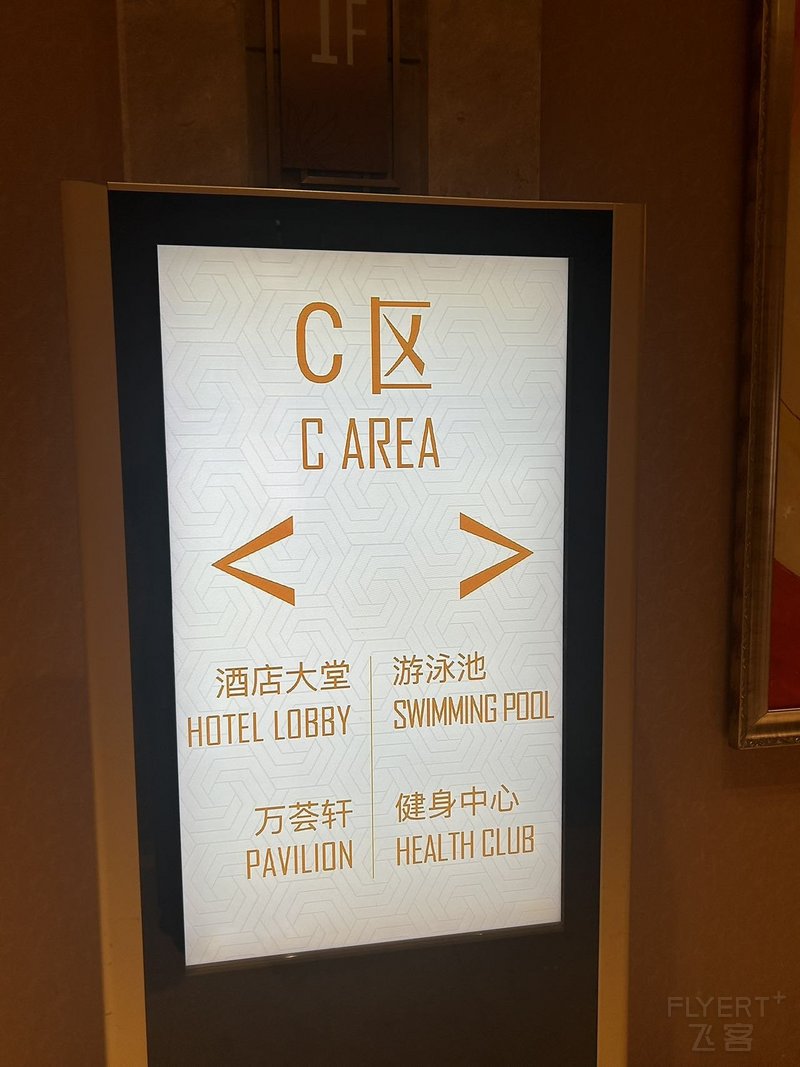 1F
C 区
C AREA
< >
酒店大堂
HOTEL LOBBY
万荟轩
PAVILION
游泳池
SWIMMING POOL
健身中心
HEALTH CLUB
FLYERT+
飞客